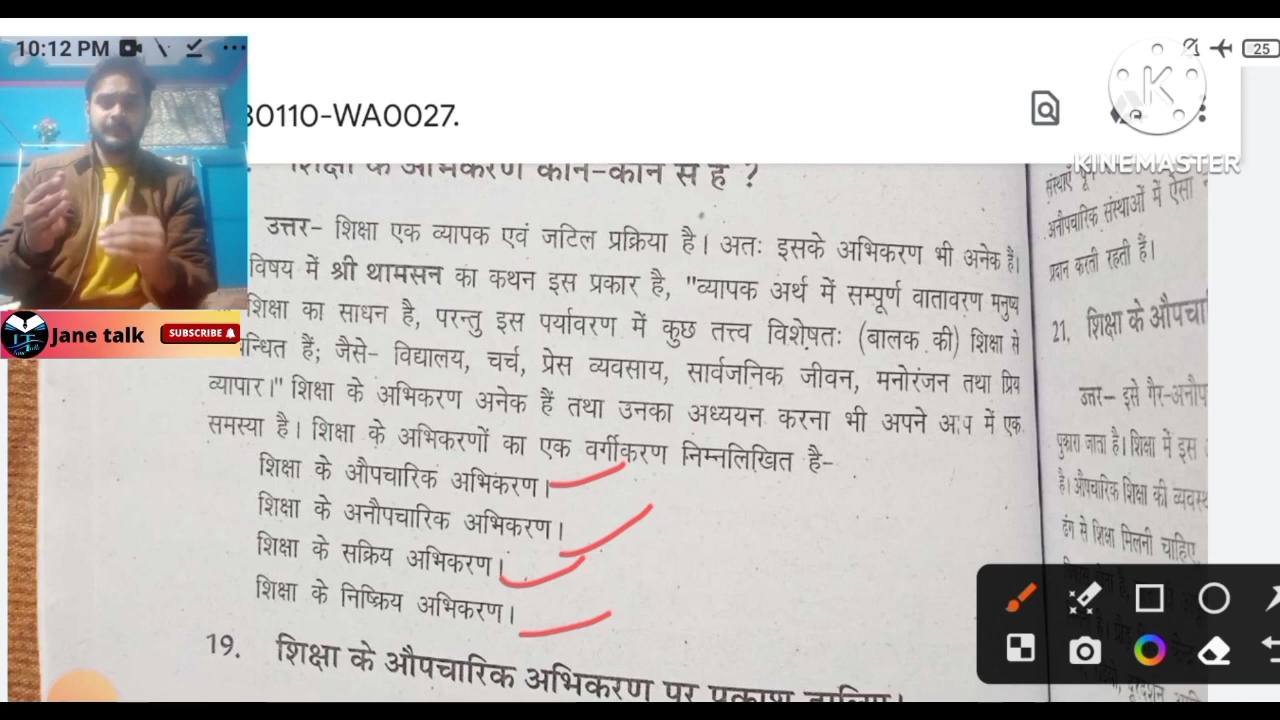 10:12 PM
25
30110-WA0027.
KINEMASTER
शिक्षा के अभिकरण कौन-कौन से हैं ?
उत्तर– शिक्षा एक व्यापक एवं जटिल प्रक्रिया है। अतः इसके अभिकरण भी अनेक हैं।
विषय में श्री थामसन का कथन इस प्रकार है, "व्यापक अर्थ में सम्पूर्ण वातावरण मनुष्य
शिक्षा का साधन है, परन्तु इस पर्यावरण में कुछ तत्त्व विशेषतः (बालक की) शिक्षा से
न्धित हैं; जैसे– विद्यालय, चर्च, प्रेस व्यवसाय, सार्वजनिक जीवन, मनोरंजन तथा प्रिय
व्यापार।" शिक्षा के अभिकरण अनेक हैं तथा उनका अध्ययन करना भी अपने आप में एक
समस्या है। शिक्षा के अभिकरणों का एक वर्गीकरण निम्नलिखित है–
शिक्षा के औपचारिक अभिकरण।
शिक्षा के अनौपचारिक अभिकरण।
शिक्षा के सक्रिय अभिकरण।
शिक्षा के निष्क्रिय अभिकरण।
19. शिक्षा के औपचारिक अभिकरण पर प्रकाश डालिए।
Jane talk
SUBSCRIBE
संस्थाएँ
अनौपचारिक संस्थाओं में ऐसा
प्रदान करती रहती हैं।
21. शिक्षा के औपचा
उत्तर– इसे गैर-अनौप
पुकारा जाता है। शिक्षा में इस
है। औपचारिक शिक्षा की व्यवस्
ढंग से शिक्षा मिलनी चाहिए